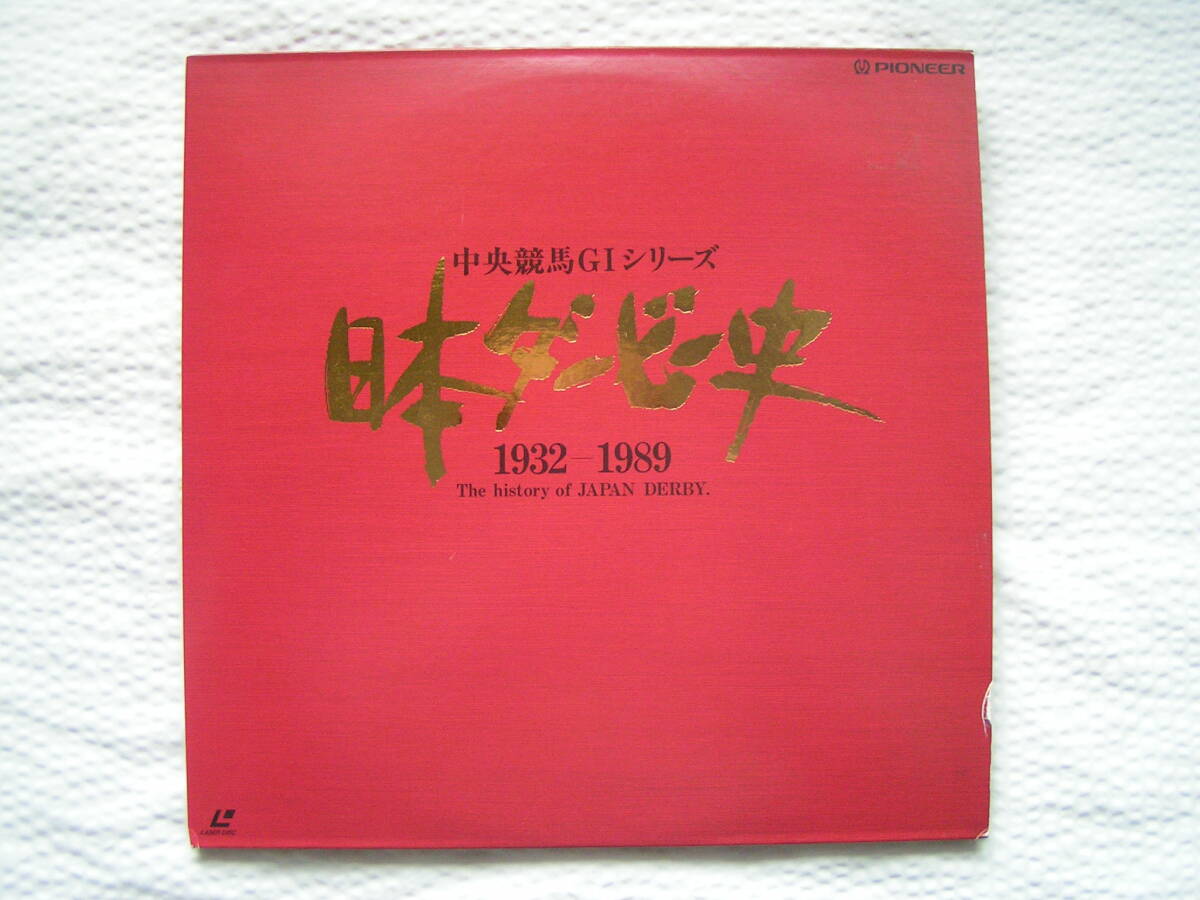 PIONEER
中央競馬GIシリーズ
日本ダービー史
1932–1989
The history of JAPAN DERBY.
LASER DISC